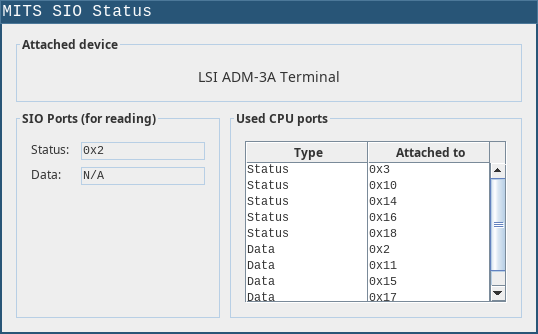 MITS SIO Status
Attached device
LSI ADM-3A Terminal
SIO Ports (for reading)
Status: 0x2
Data: N/A
Used CPU ports
Type Attached to
Status 0x3
Status 0x10
Status 0x14
Status 0x16
Status 0x18
Data 0x2
Data 0x11
Data 0x15
Data 0x17